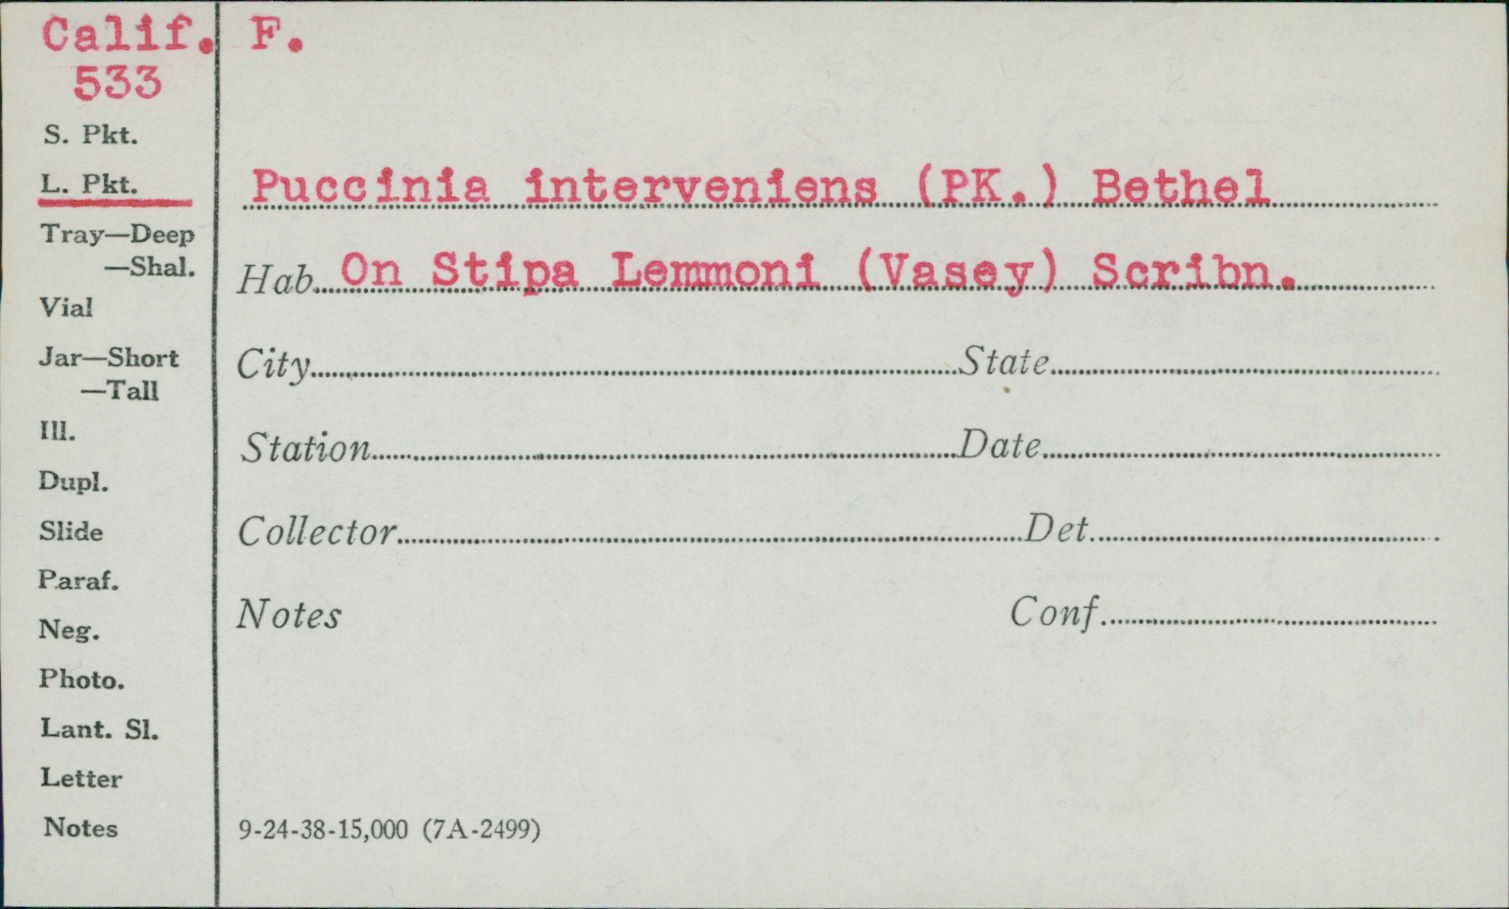 Calif. F.
533
S. Pkt.
L. Pkt.
Puccinia interveniens (PK.) Bethel
Tray—Deep
—Shal.
Hab. On Stipa Lemmoni (Vasey) Scribn.
Vial
Jar—Short
—Tall
City State
Ill.
Station Date
Dupl.
Slide
Collector Det.
Paraf.
Neg.
Notes Conf.
Photo.
Lant. Sl.
Letter
Notes
9-24-38-15,000 (7A-2499)